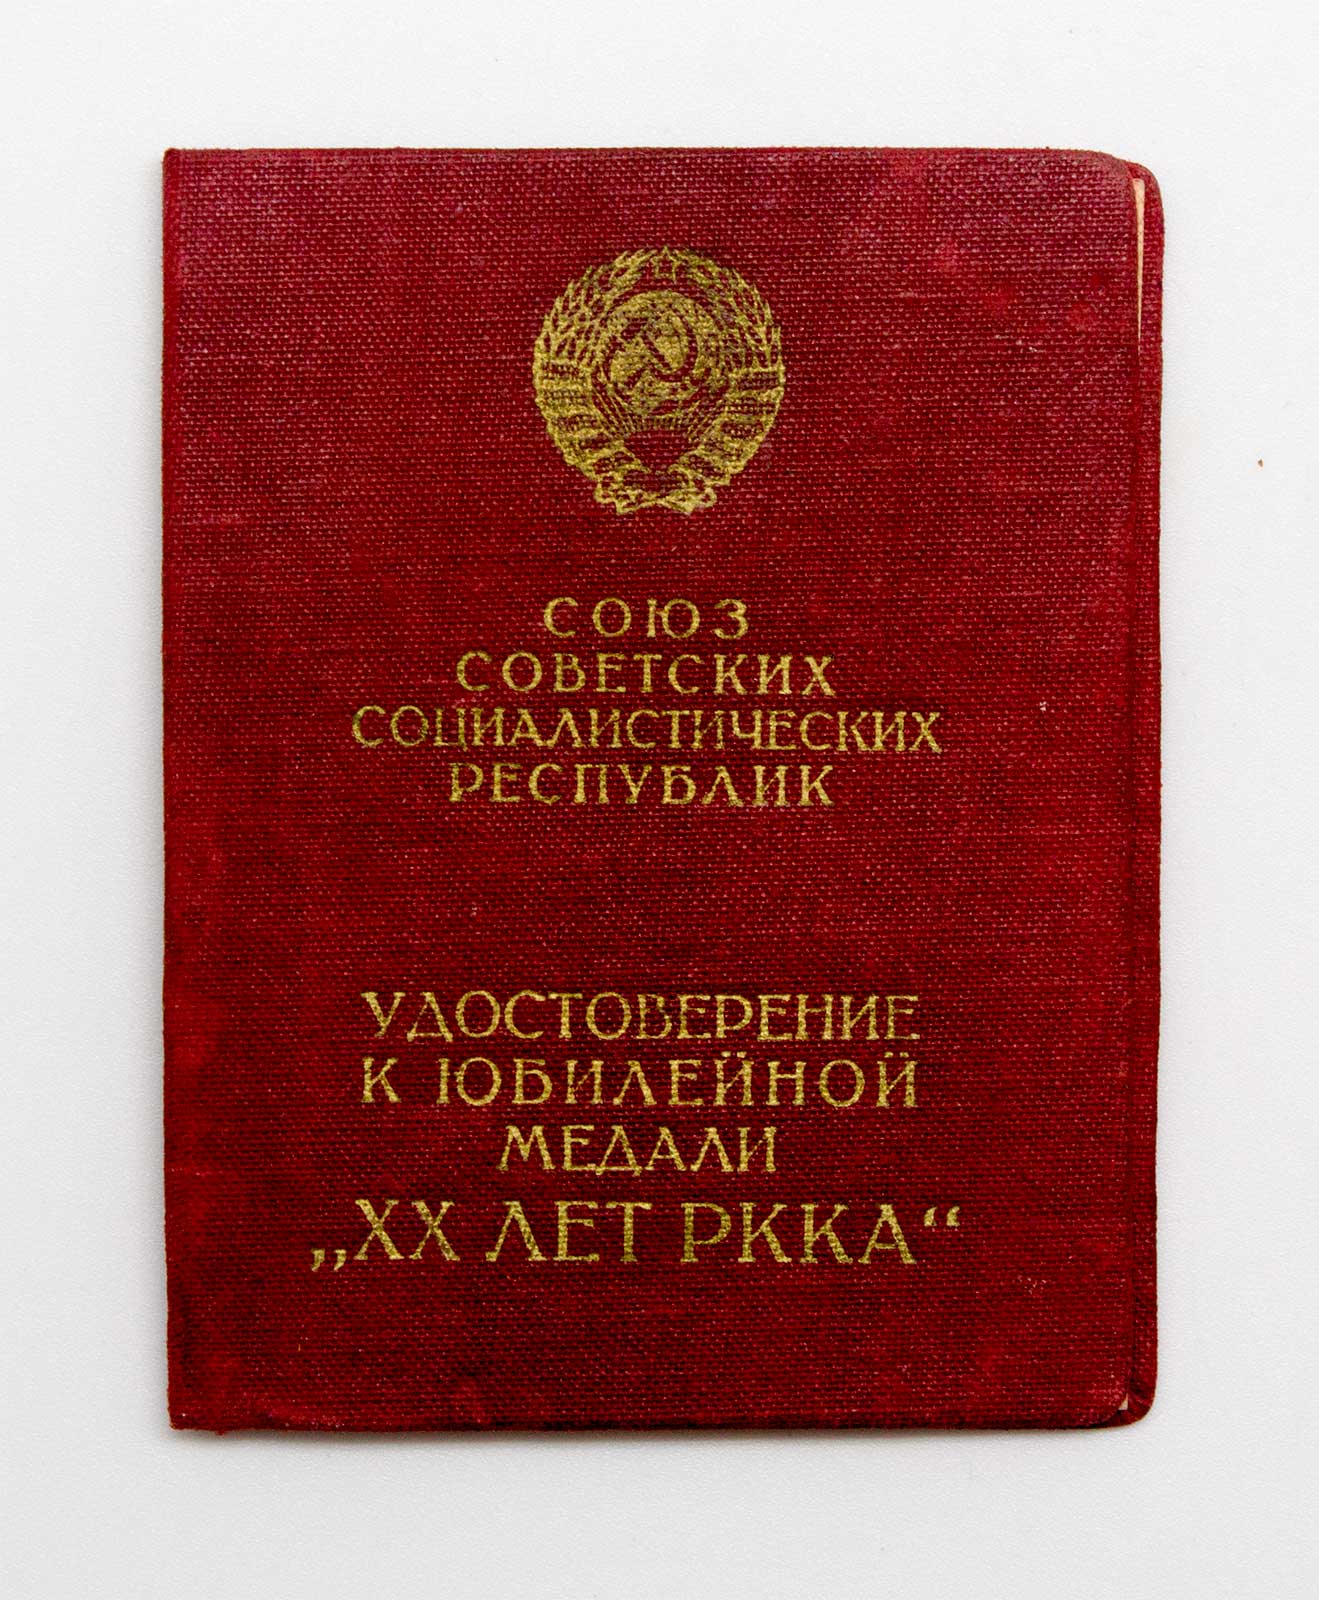 СОЮЗ
СОВЕТСКИХ
СОЦИАЛИСТИЧЕСКИХ
РЕСПУБЛИК
УДОСТОВЕРЕНИЕ
К ЮБИЛЕЙНОЙ
МЕДАЛИ
„XX ЛЕТ РККА“